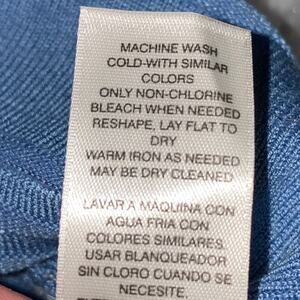 MACHINE WASH
COLD-WITH SIMILAR
COLORS
ONLY NON-CHLORINE
BLEACH WHEN NEEDED
RESHAPE, LAY FLAT TO
DRY
WARM IRON AS NEEDED
MAY BE DRY CLEANED
LAVAR A MAQUINA CON
AGUA FRIA CON
COLORES SIMILARES.
USAR BLANQUEADOR
SIN CLORO CUANDO SE
NECESITE.